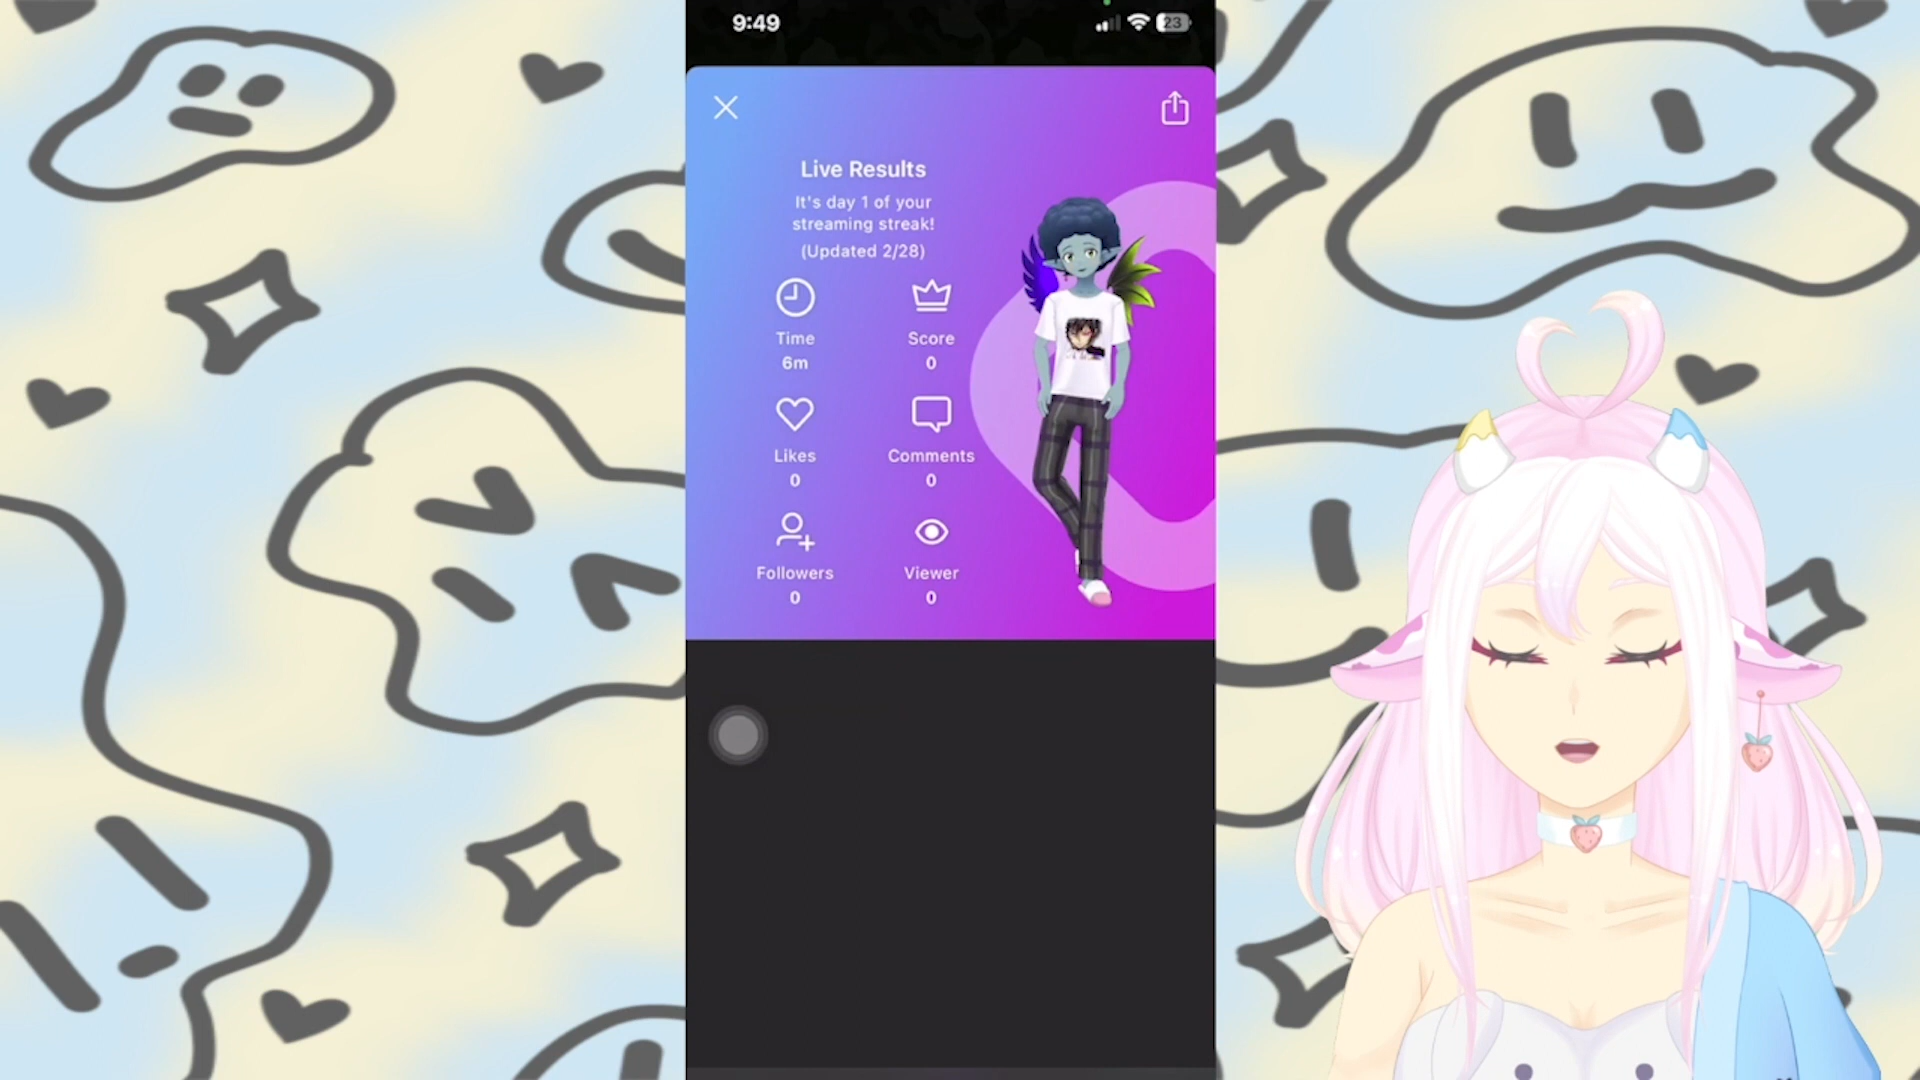 9:49
23
Live Results
It's day 1 of your
streaming streak!
(Updated 2/28)
Time
6m
Score
0
Likes
0
Comments
0
Followers
0
Viewer
0